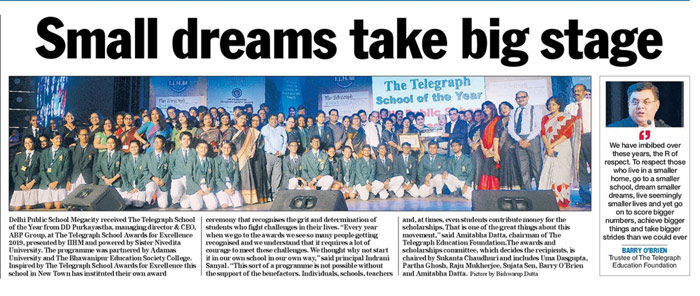 Small dreams take big stage
The Telegraph
School of the Year
Delhi Public School Megacity received The Telegraph School
of the Year from DD Purkayastha, managing director & CEO,
ABP Group, at The Telegraph School Awards for Excellence
2019, presented by IIHM and powered by Sister Nivedita
University. The programme was partnered by Adamas
University and The Bhawanipur Education Society College.
Inspired by The Telegraph School Awards for Excellence this
school in New Town has instituted their own award
ceremony that recognises the grit and determination of
students who fight challenges in their lives. "Every year
when we go to the awards we see so many people getting
recognised and we understand that it requires a lot of
courage to meet these challenges. We thought why not start
it in our own school in our own way," said principal Indrani
Sanyal. "This sort of a programme is not possible without
the support of the benefactors. Individuals, schools, teachers
and, at times, even students contribute money for the
scholarships. That is one of the great things about this
movement," said Amitabha Datta, chairman of The
Telegraph Education Foundation.The awards and
scholarships committee, which decides the recipients, is
chaired by Sukanta Chaudhuri and includes Uma Dasgupta,
Partha Ghosh, Raju Mukherjee, Sujata Sen, Barry O'Brien
and Amitabha Datta. Picture by Bishwarup Datta
We have imbibed over
these years, the R of
respect. To respect those
who live in a smaller
home, go to a smaller
school, dream smaller
dreams, live seemingly
smaller lives and yet go
on to score bigger
numbers, achieve bigger
things and take bigger
strides than we could ever
BARRY O'BRIEN
Trustee of The Telegraph
Education Foundation